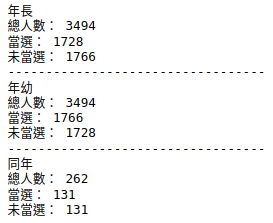 年長
總人數： 3494
當選： 1728
未當選： 1766
----------------------------------
年幼
總人數： 3494
當選： 1766
未當選： 1728
----------------------------------
同年
總人數： 262
當選： 131
未當選： 131